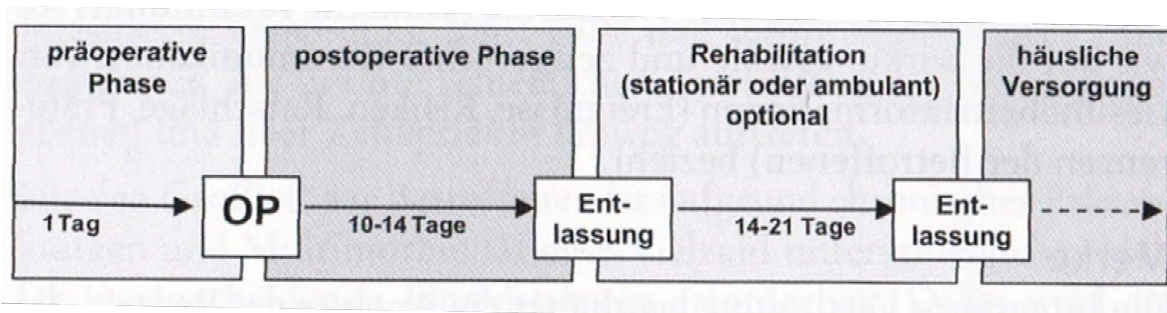 präoperative
Phase
postoperative Phase
Rehabilitation
(stationär oder ambulant)
optional
häusliche
Versorgung
1 Tag
OP
10-14 Tage
Ent-
lassung
14-21 Tage
Ent-
lassung